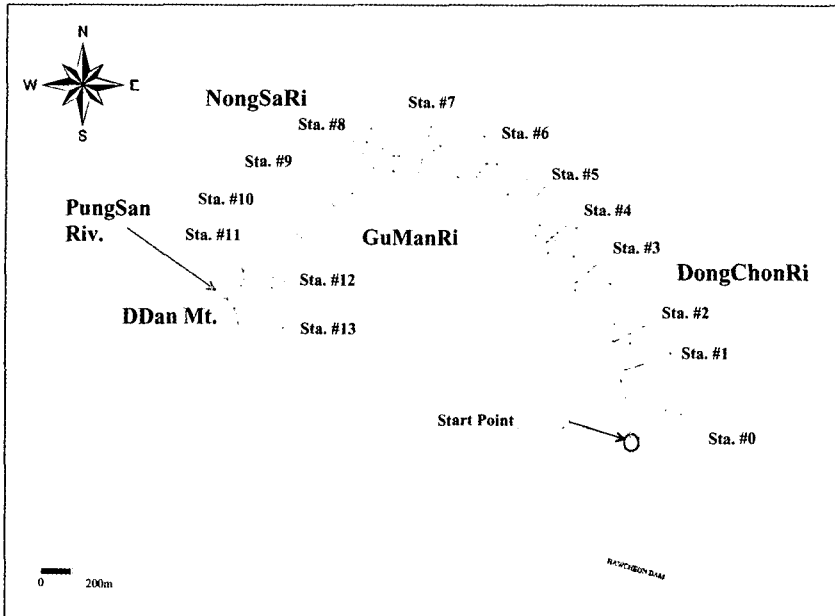 N
W E
S
NongSaRi
Sta. #7
Sta. #8
Sta. #6
Sta. #9
Sta. #5
Sta. #10
PungSan
Riv.
Sta. #4
Sta. #11
GuManRi
Sta. #3
DongChonRi
Sta. #12
DDan Mt.
Sta. #2
Sta. #13
Sta. #1
Start Point
Sta. #0
HAWCHEON DAM
0 200m